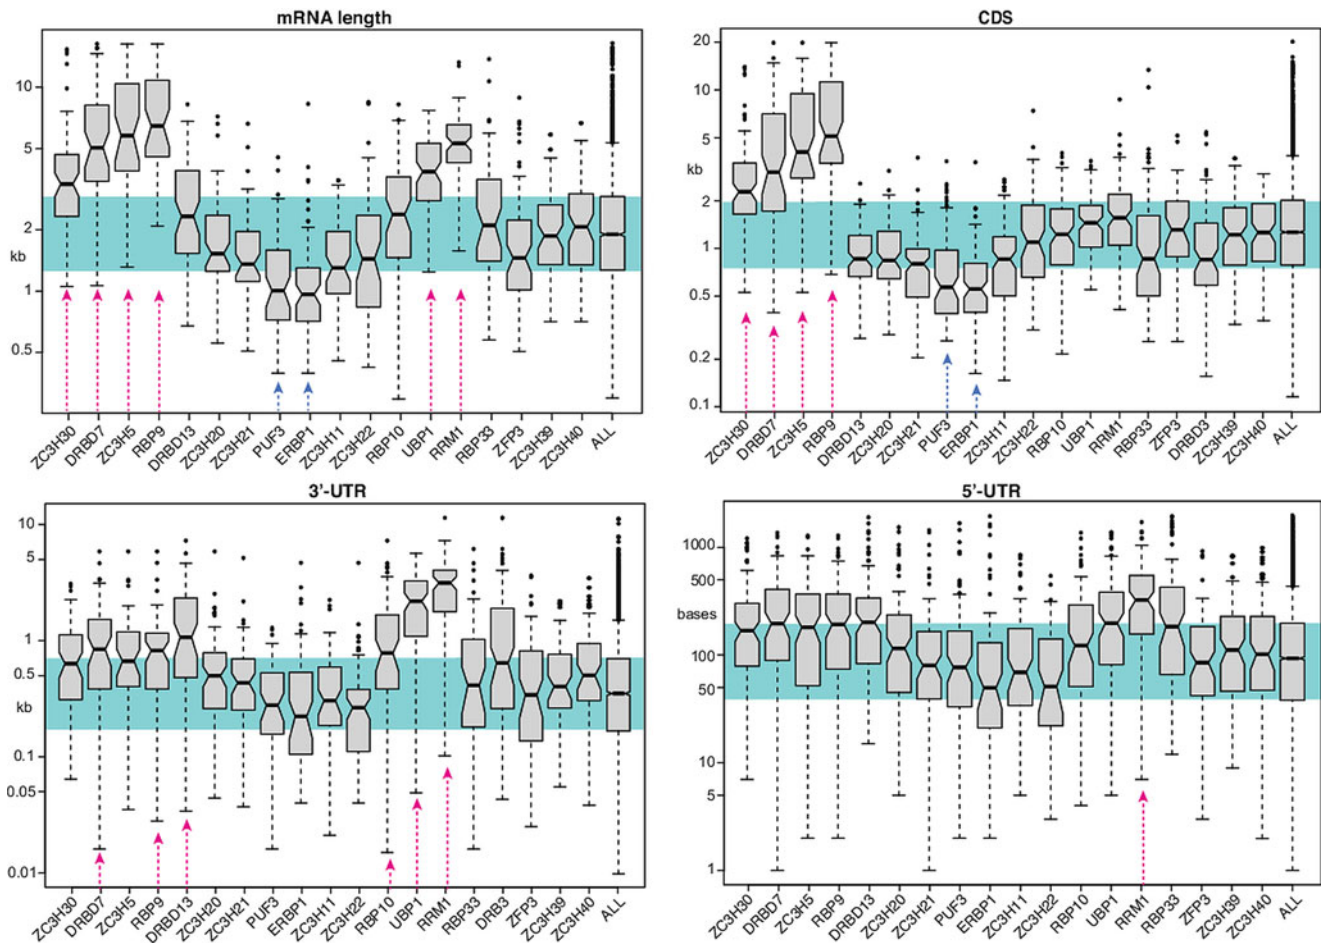 mRNA length
10
5
2
kb
1
0.5
ZC3H30
DRBD7
ZC3H5
RBP9
DRBD13
ZC3H20
ZC3H21
PUF3
ERBP1
ZC3H11
ZC3H22
RBP10
UBP1
RRM1
RBP33
ZFP3
ZC3H39
ZC3H40
ALL
CDS
20
10
5
kb
2
1
0.5
0.2
0.1
ZC3H30
DRBD7
ZC3H5
RBP9
DRBD13
ZC3H20
ZC3H21
PUF3
ERBP1
ZC3H11
ZC3H22
RBP10
UBP1
RRM1
RBP33
ZFP3
DRBD3
ZC3H39
ZC3H40
ALL
3'-UTR
10
5
1
0.5
kb
0.1
0.05
0.01
ZC3H30
DRBD7
ZC3H5
RBP9
DRBD13
ZC3H20
ZC3H21
PUF3
ERBP1
ZC3H11
ZC3H22
RBP10
UBP1
RRM1
RBP33
DRB3
ZFP3
ZC3H39
ZC3H40
ALL
5'-UTR
1000
500
bases
100
50
10
5
1
ZC3H30
DRBD7
ZC3H5
RBP9
DRBD13
ZC3H20
ZC3H21
PUF3
ERBP1
ZC3H11
ZC3H22
RBP10
UBP1
RRM1
RBP33
ZFP3
ZC3H39
ZC3H40
ALL